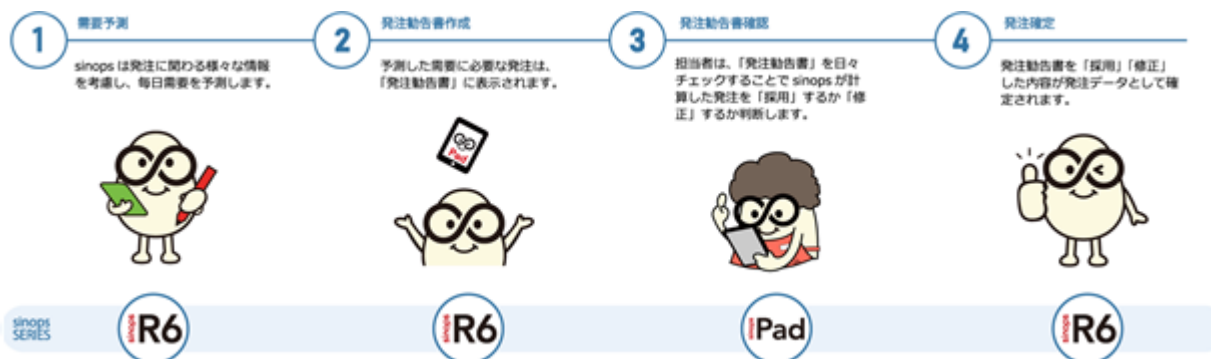 1
需要予測
sinops は発注に関わる様々な情報
を考慮し、毎日需要を予測します。
2
発注勧告書作成
予測した需要に必要な発注は、
「発注勧告書」に表示されます。
Pad
3
発注勧告書確認
担当者は、「発注勧告書」を日々
チェックすることで sinops が計
算した発注を「採用」するか「修
正」するか判断します。
4
発注確定
発注勧告書を「採用」「修正」
した内容が発注データとして確
定されます。
sinops
SERIES
sinops R6
sinops R6
sinops Pad
sinops R6